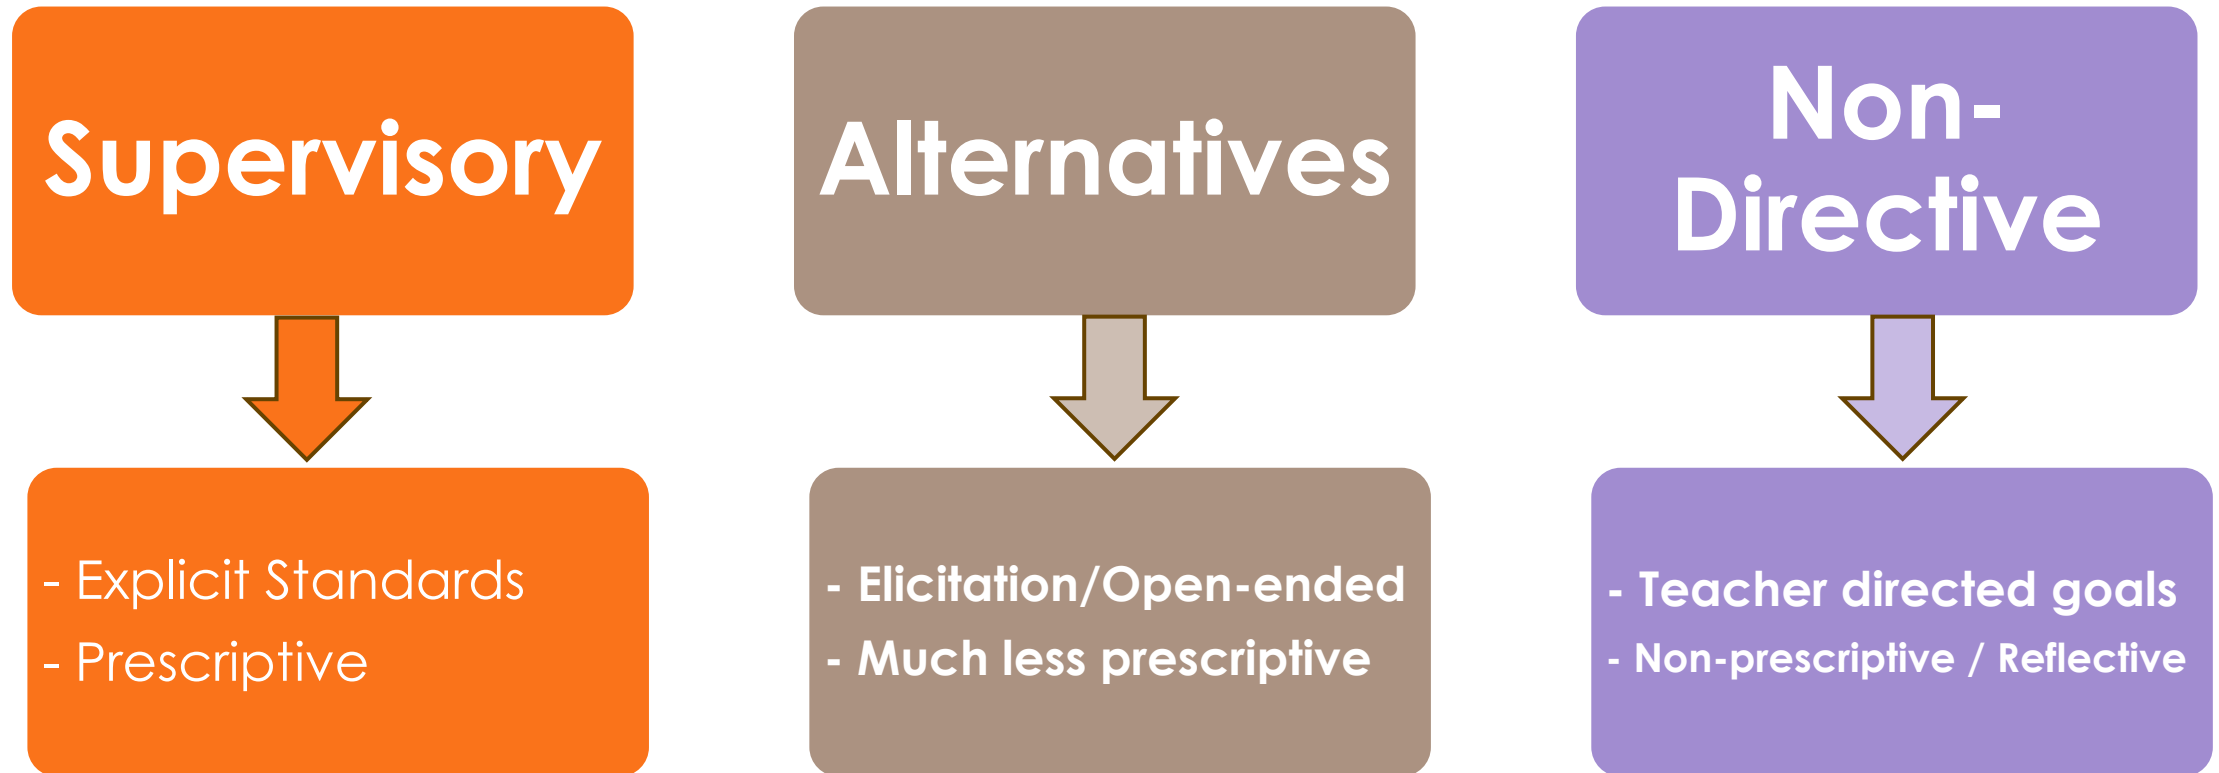 Supervisory
Alternatives
Non-
Directive
- Explicit Standards
- Prescriptive
- Elicitation/Open-ended
- Much less prescriptive
- Teacher directed goals
- Non-prescriptive / Reflective